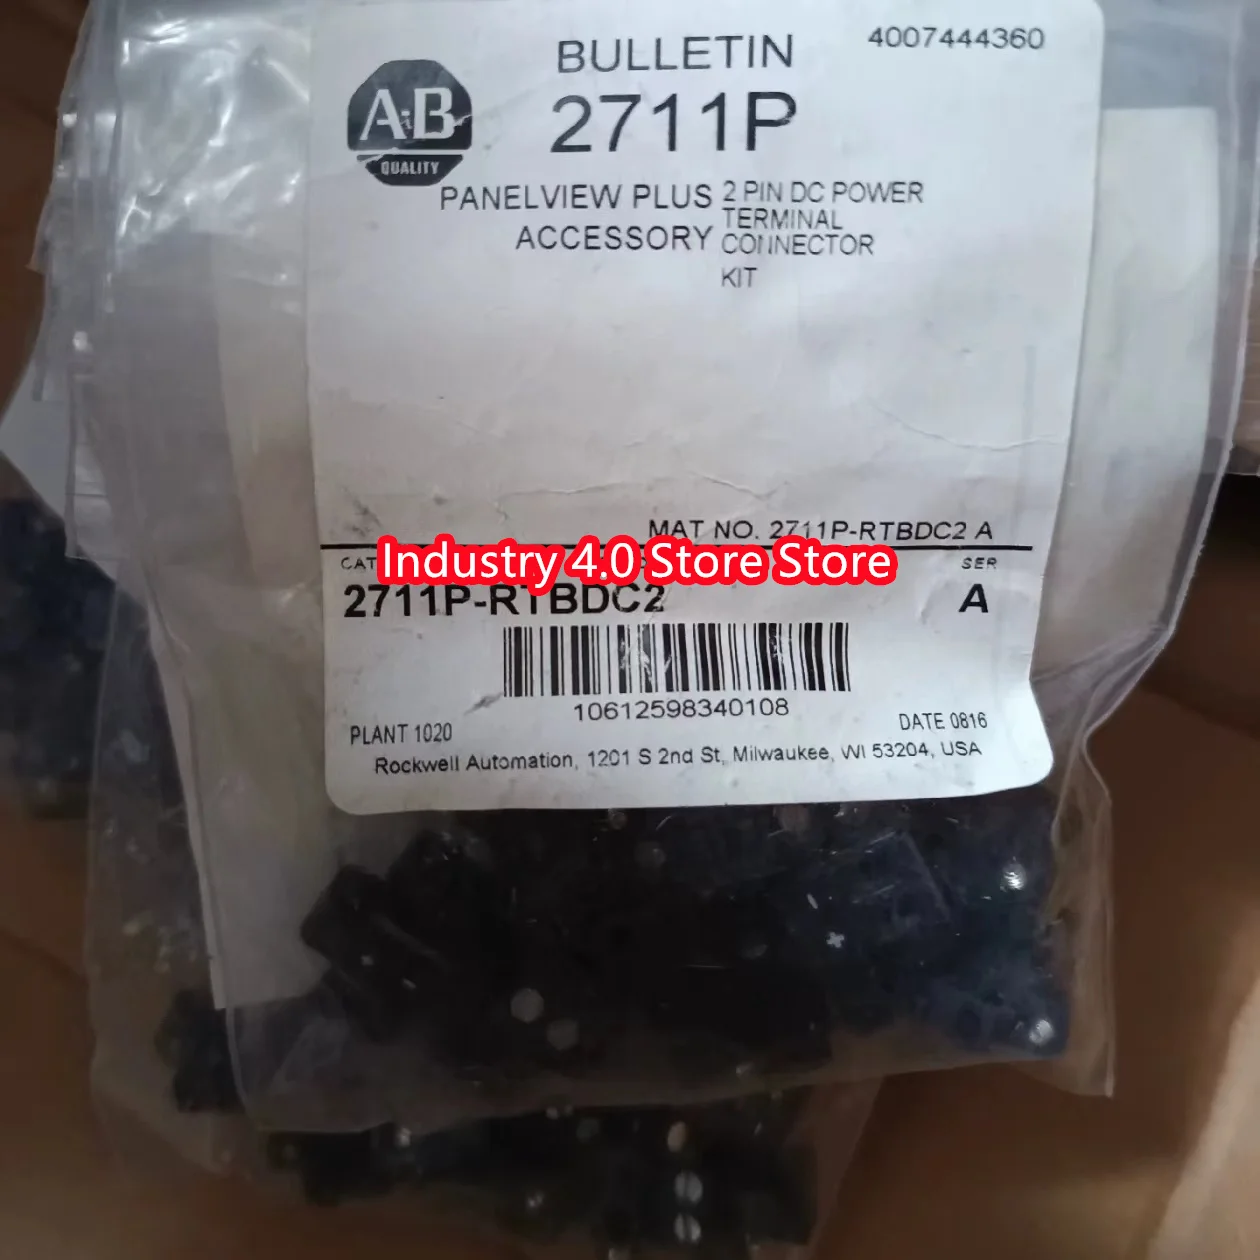 4007444360
BULLETIN
2711P
A·B
QUALITY
PANELVIEW PLUS
ACCESSORY
2 PIN DC POWER
TERMINAL
CONNECTOR
KIT
MAT NO. 2711P-RTBDC2 A
CAT
SER
Industry 4.0 Store Store
2711P-RTBDC2
A
10612598340108
PLANT 1020
DATE 0816
Rockwell Automation, 1201 S 2nd St, Milwaukee, WI 53204, USA